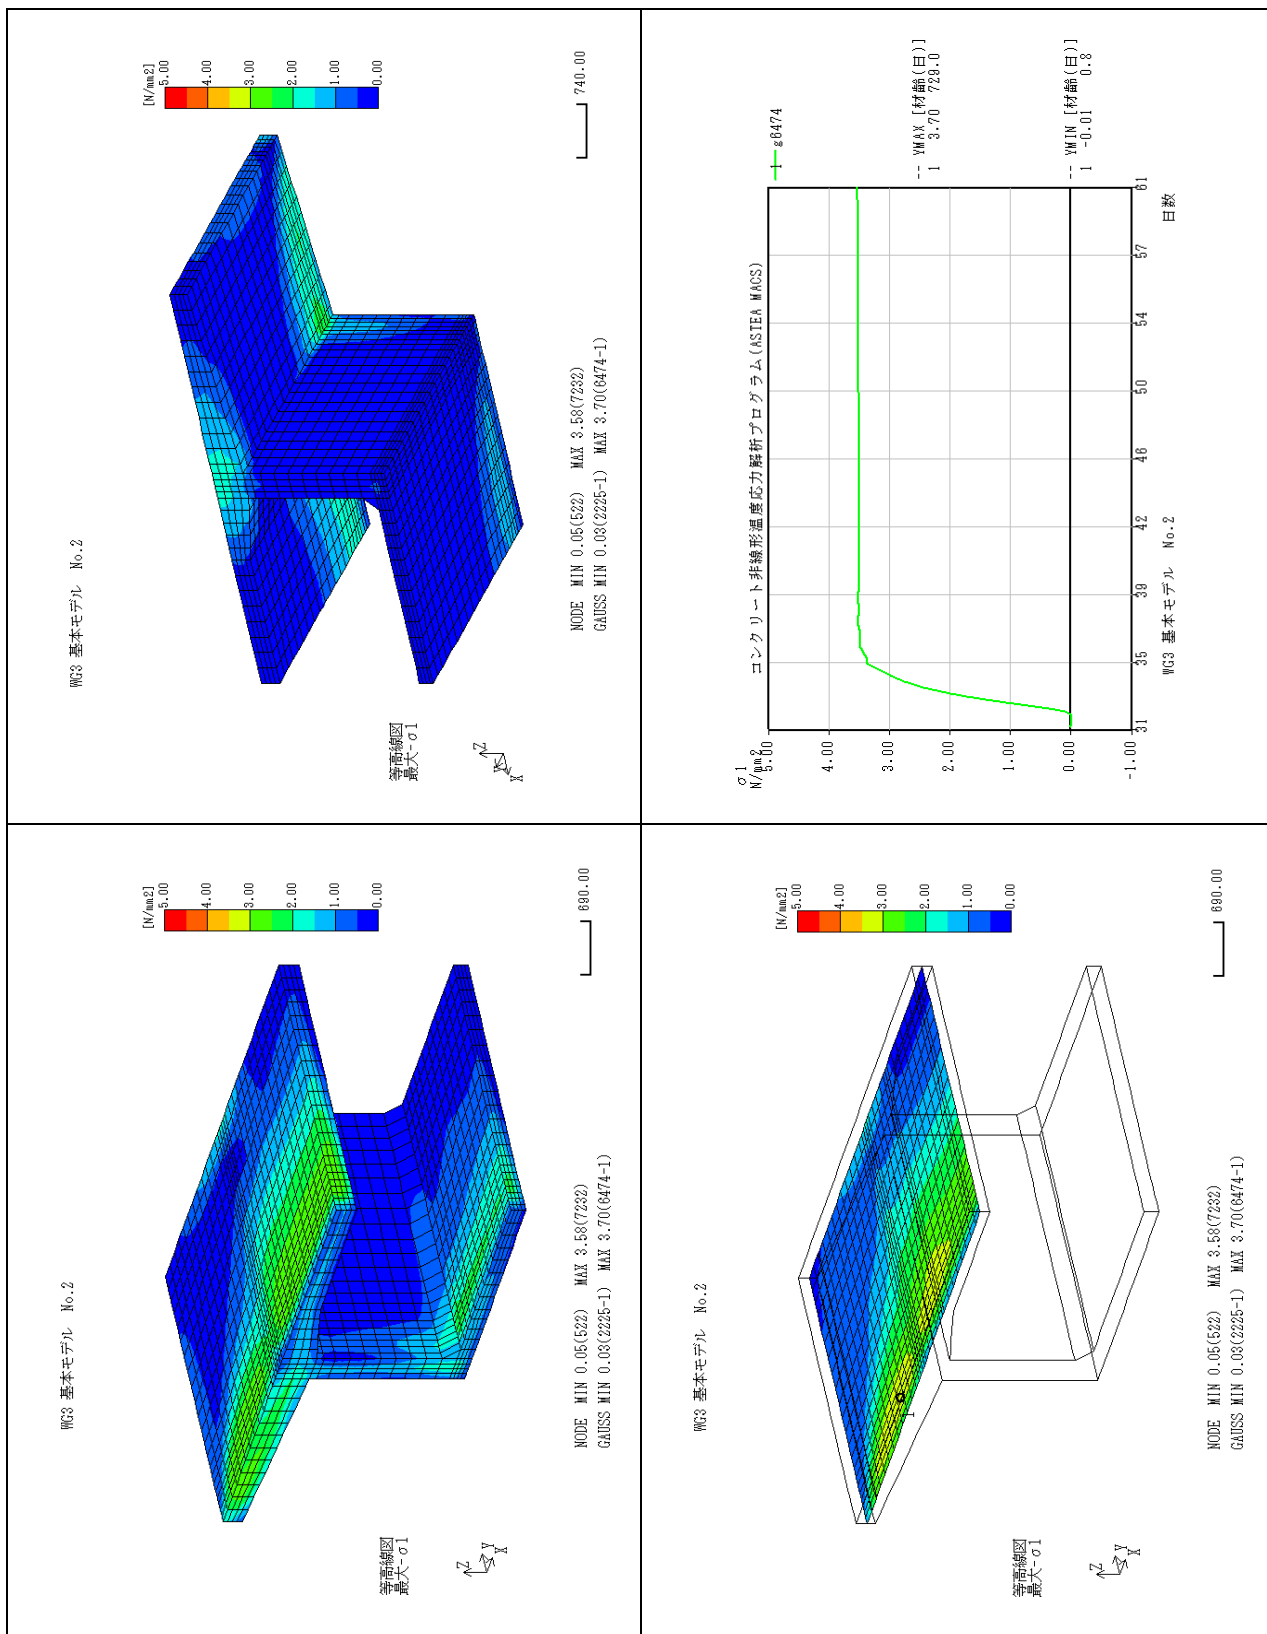 WG3 基本モデル No.2
[N/mm2]
5.00
4.00
3.00
2.00
1.00
0.00
740.00
等高線図
最大-σ1
Z
Y
X
NODE MIN 0.05(522) MAX 3.58(7232)
GAUSS MIN 0.03(2225-1) MAX 3.70(6474-1)
コンクリート非線形温度応力解析プログラム(ASTEA MACS)
σ1
N/mm2
5.00
4.00
3.00
2.00
1.00
0.00
-1.00
31
35
39
42
46
50
54
57
61
日数
1 g6474
-- YMAX [材齢(日)]
1 3.70 729.0
-- YMIN [材齢(日)]
1 -0.01 0.8
WG3 基本モデル No.2
WG3 基本モデル No.2
[N/mm2]
5.00
4.00
3.00
2.00
1.00
0.00
690.00
等高線図
最大-σ1
Z
Y
X
NODE MIN 0.05(522) MAX 3.58(7232)
GAUSS MIN 0.03(2225-1) MAX 3.70(6474-1)
WG3 基本モデル No.2
[N/mm2]
5.00
4.00
3.00
2.00
1.00
0.00
690.00
1
等高線図
最大-σ1
Z
Y
X
NODE MIN 0.05(522) MAX 3.58(7232)
GAUSS MIN 0.03(2225-1) MAX 3.70(6474-1)